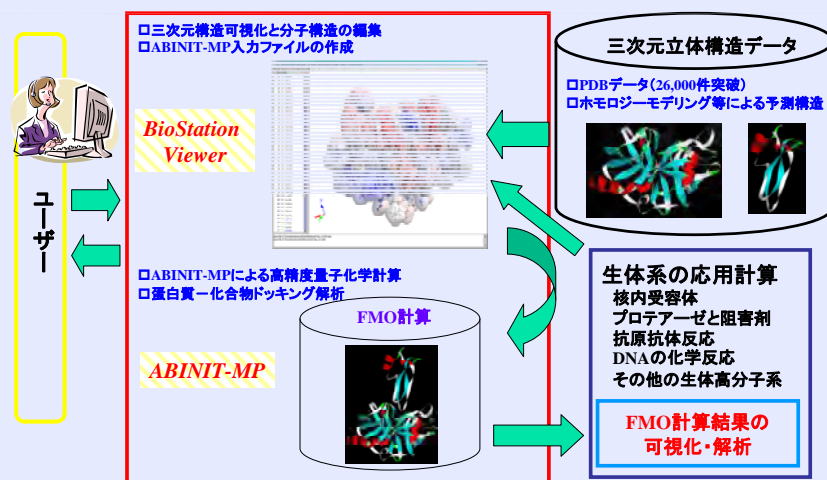 □三次元構造可視化と分子構造の編集
□ABINIT-MP入力ファイルの作成
BioStation
Viewer
ユーザー
□ABINIT-MPによる高精度量子化学計算
□蛋白質－化合物ドッキング解析
FMO計算
ABINIT-MP
三次元立体構造データ
□PDBデータ（26,000件突破）
□ホモロジーモデリング等による予測構造
生体系の応用計算
核内受容体
プロテアーゼと阻害剤
抗原抗体反応
DNAの化学反応
その他の生体高分子系
FMO計算結果の
可視化・解析